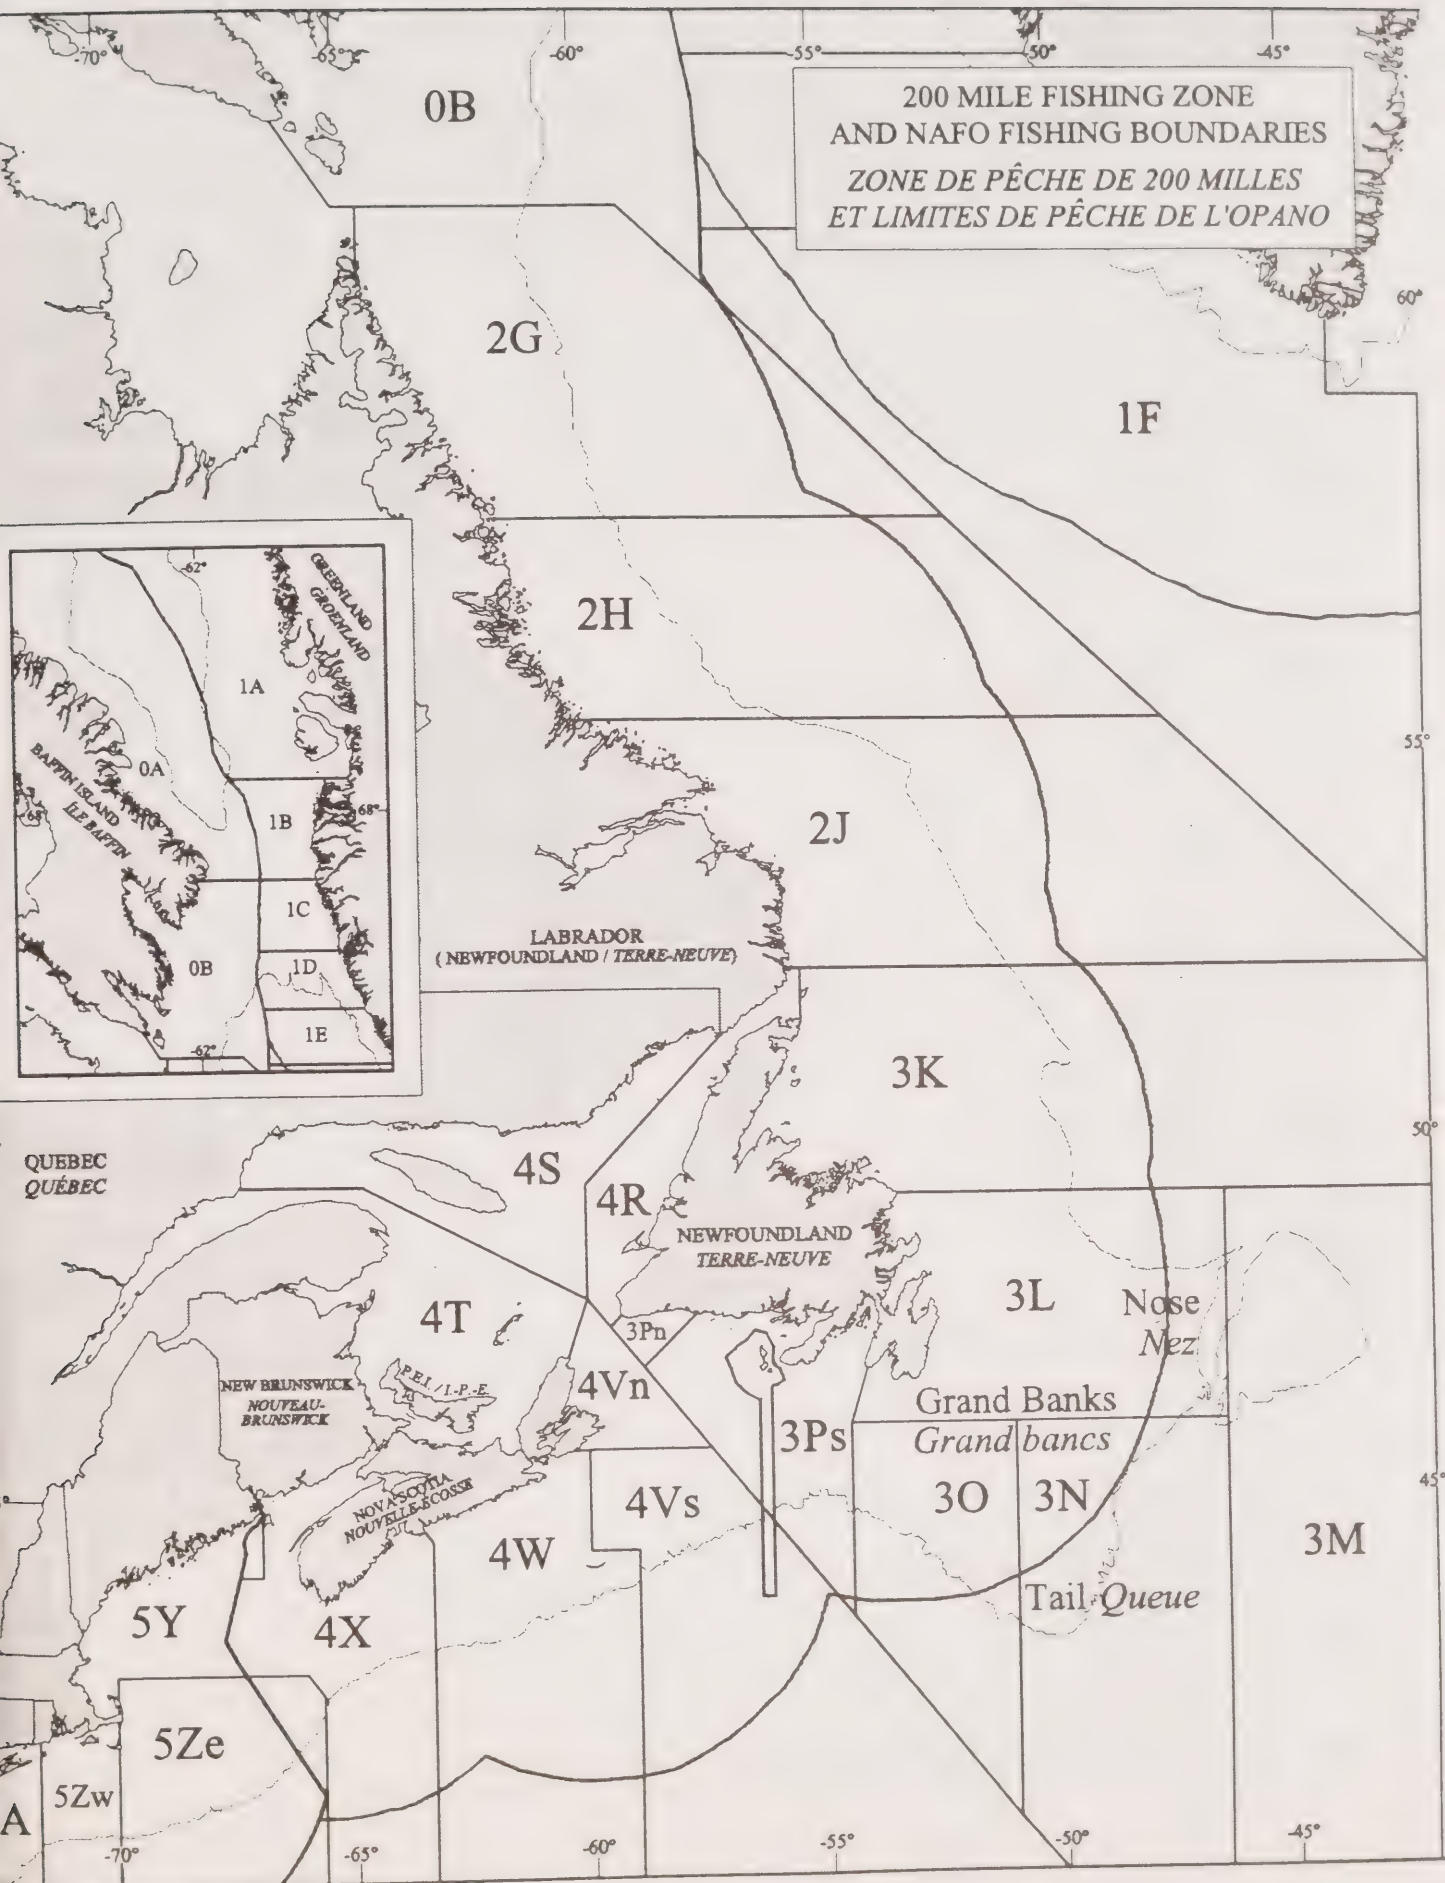 -70°
-65°
-60°
-55°
-50°
-45°
200 MILE FISHING ZONE
AND NAFO FISHING BOUNDARIES
ZONE DE PÊCHE DE 200 MILLES
ET LIMITES DE PÊCHE DE L'OPANO
0B
60°
2G
1F
2H
55°
2J
-62°
GREENLAND
GROENLAND
1A
0A
BAFFIN ISLAND
ÎLE BAFFIN
68°
68°
1B
1C
0B
1D
1E
-62°
LABRADOR
( NEWFOUNDLAND / TERRE-NEUVE)
3K
50°
QUEBEC
QUÉBEC
4S
4R
NEWFOUNDLAND
TERRE-NEUVE
4T
3Pn
3L
Nose
Nez
P.E.I. / I.-P.-E.
4Vn
NEW BRUNSWICK
NOUVEAU-
BRUNSWICK
Grand Banks
Grand bancs
3Ps
45°
NOVA SCOTIA
NOUVELLE-ÉCOSSE
4Vs
3O
3N
4W
3M
Tail Queue
5Y
4X
5Ze
5Zw
A
-70°
-65°
-60°
-55°
-50°
-45°